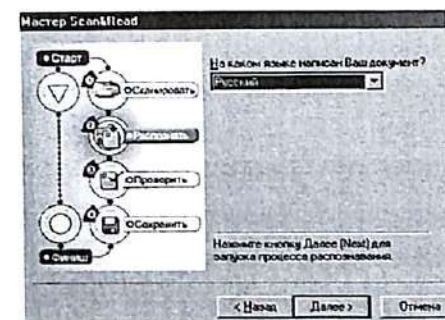 Мастер Scan&Read
Старт
На каком языке написан Ваш документ?
Русский
Сканировать
Распознать
Проверить
Сохранить
Финиш
Нажмите кнопку Далее (Next) для
запуска процесса распознавания.
< Назад
Далее >
Отмена